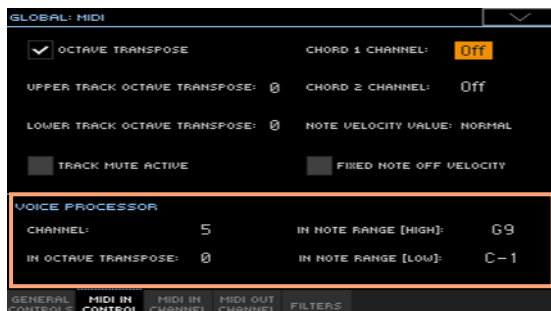 GLOBAL: MIDI
OCTAVE TRANSPOSE CHORD 1 CHANNEL: Off
UPPER TRACK OCTAVE TRANSPOSE: 0 CHORD 2 CHANNEL: Off
LOWER TRACK OCTAVE TRANSPOSE: 0 NOTE VELOCITY VALUE: NORMAL
TRACK MUTE ACTIVE FIXED NOTE OFF VELOCITY
VOICE PROCESSOR
CHANNEL: 5 IN NOTE RANGE [HIGH]: G9
IN OCTAVE TRANSPOSE: 0 IN NOTE RANGE [LOW]: C-1
GENERAL MIDI IN MIDI IN MIDI OUT FILTERS
CONTROLS CONTROL CHANNEL CHANNEL